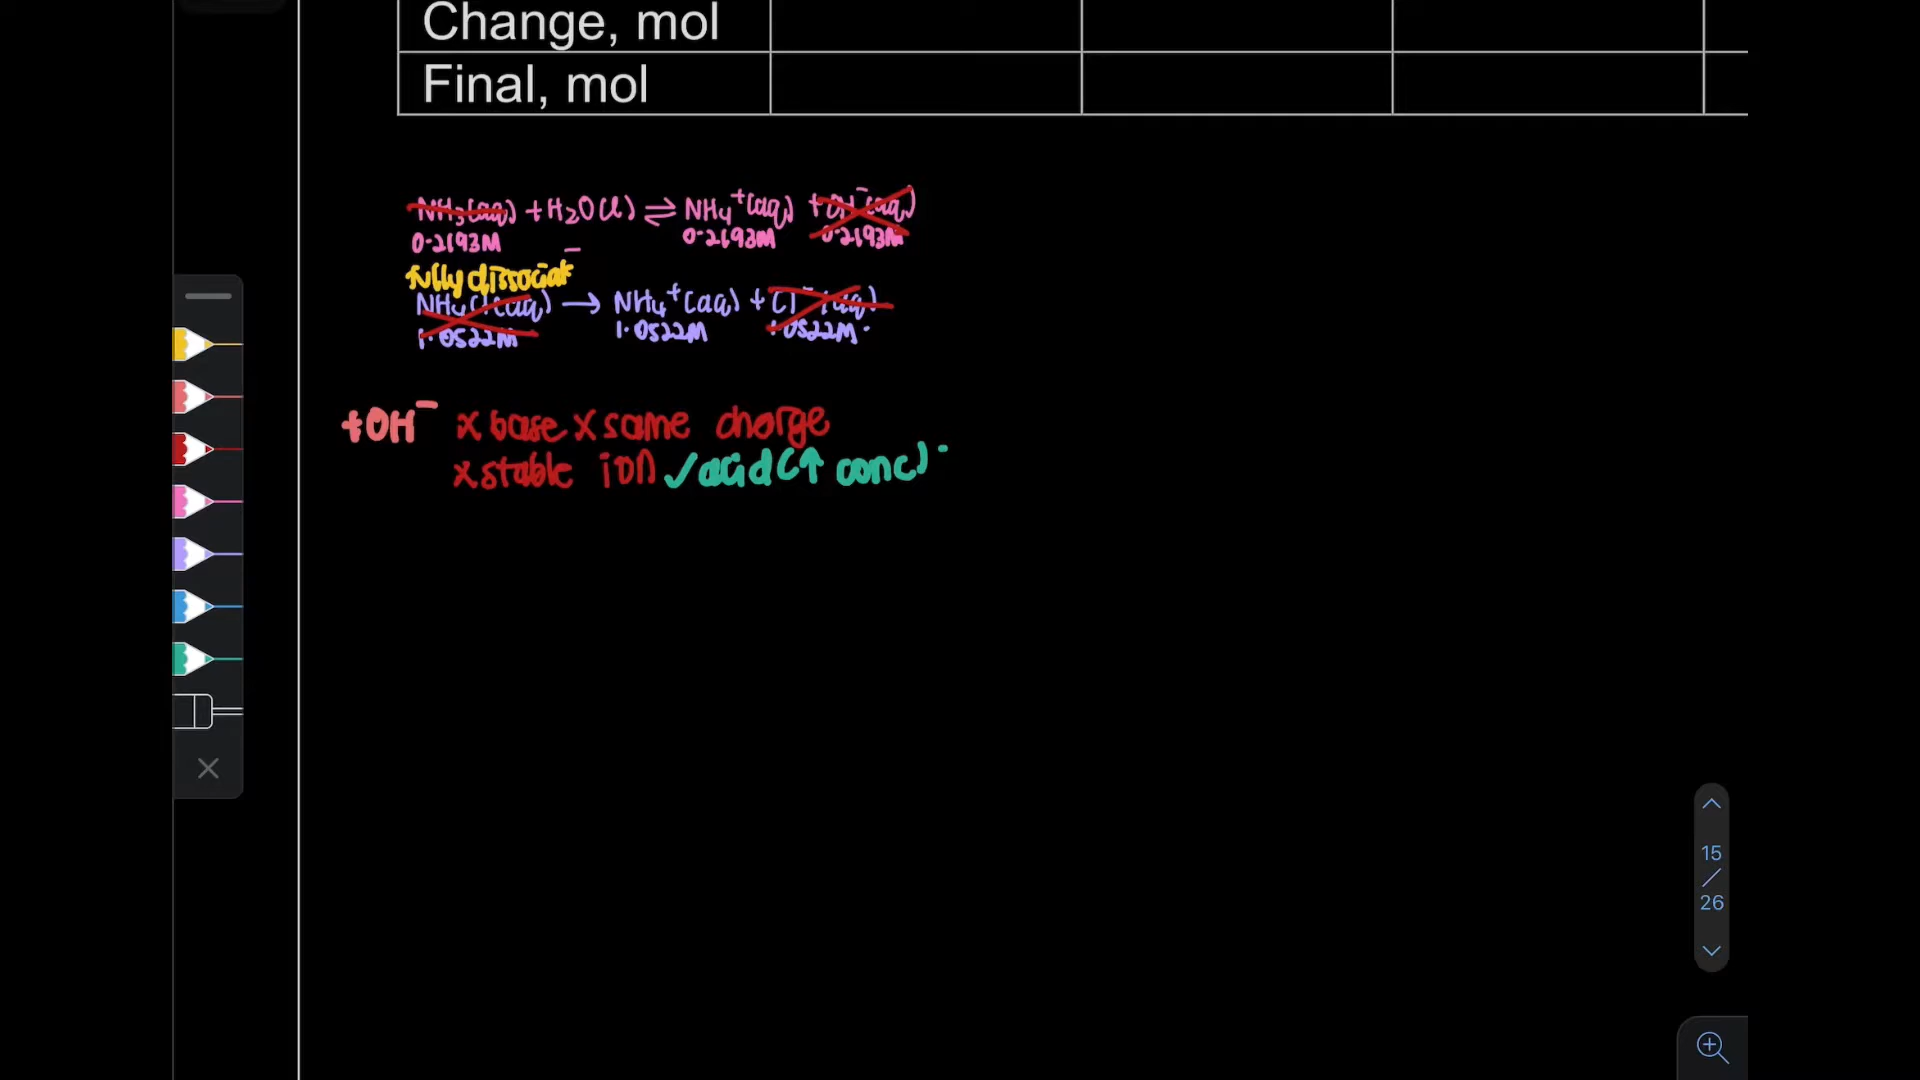 Change, mol
Final, mol
NH₃(aq) + H₂O(l) ⇌ NH₄⁺(aq) + OH⁻(aq)
0.2193M 0.2193M 0.2193M
fully dissociate
NH₄Cl(aq) → NH₄⁺(aq) + Cl⁻(aq)
1.0522M 1.0522M 1.0522M.
+OH⁻ x base x same charge
x stable ion ✓acid(↑ conc)
15
/
26